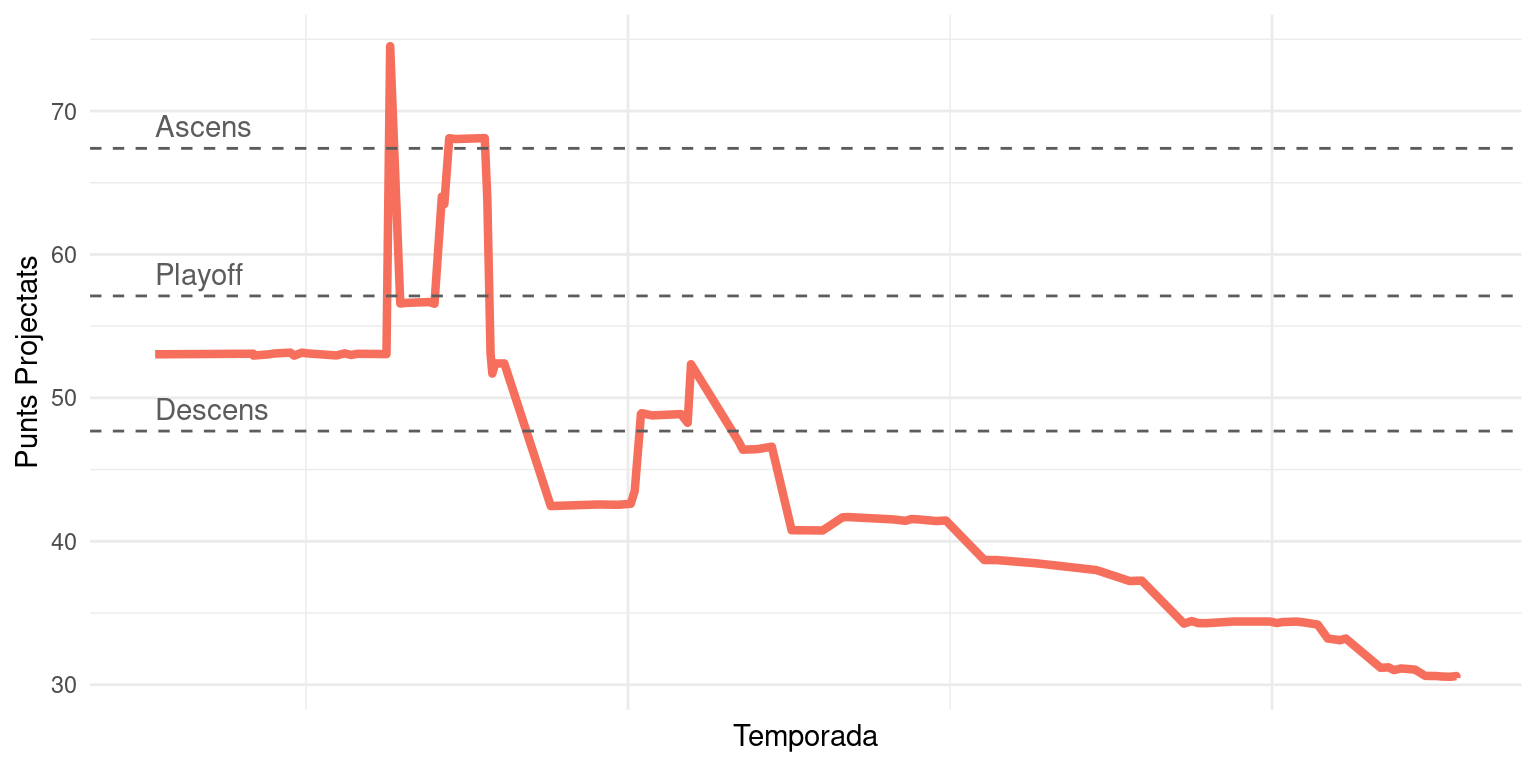 70
Ascens
60
Playoff
50
Descens
40
30
Punts Projectats
Temporada